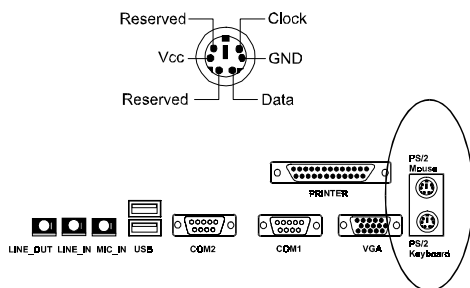 Reserved Clock
Vcc GND
Reserved Data
PS/2
Mouse
PRINTER
LINE_OUT LINE_IN MIC_IN USB COM2 COM1 VGA PS/2
Keyboard